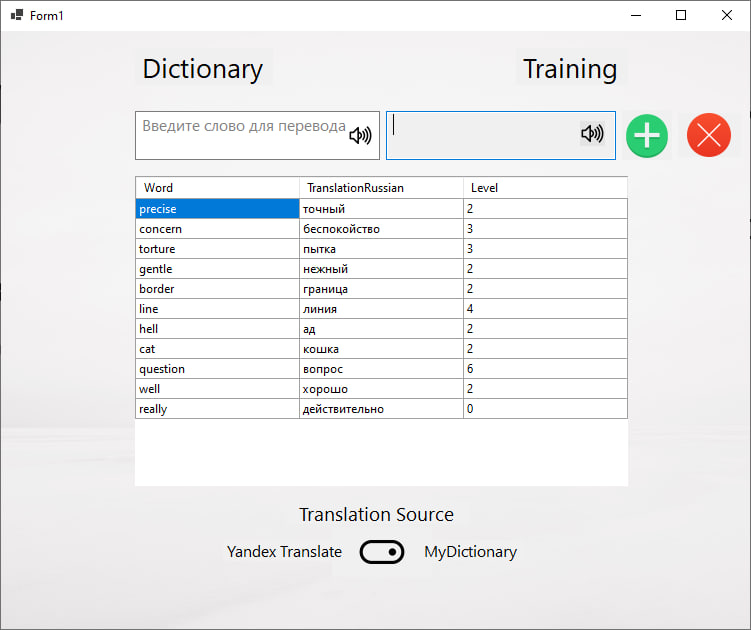 Form1
Dictionary Training
Введите слово для перевода
Word TranslationRussian Level
precise точный 2
concern беспокойство 3
torture пытка 3
gentle нежный 2
border граница 2
line линия 4
hell ад 2
cat кошка 2
question вопрос 6
well хорошо 2
really действительно 0
Translation Source
Yandex Translate MyDictionary